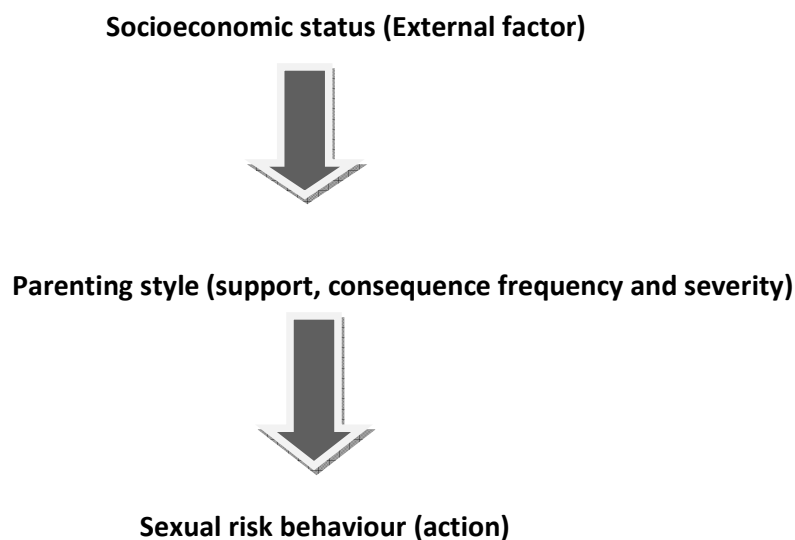 Socioeconomic status (External factor)
Parenting style (support, consequence frequency and severity)
Sexual risk behaviour (action)